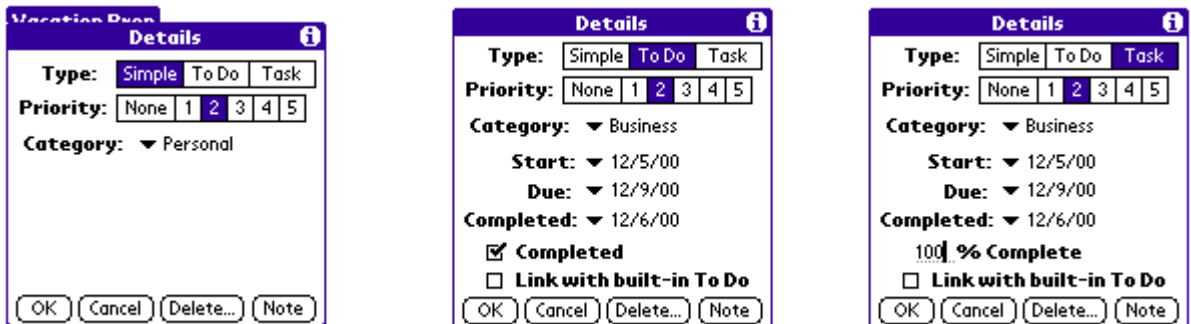 Vacation Prep
Details
Type: Simple To Do Task
Priority: None 1 2 3 4 5
Category: Personal
OK Cancel Delete... Note
Details
Type: Simple To Do Task
Priority: None 1 2 3 4 5
Category: Business
Start: 12/5/00
Due: 12/9/00
Completed: 12/6/00
Completed
Link with built-in To Do
OK Cancel Delete... Note
Details
Type: Simple To Do Task
Priority: None 1 2 3 4 5
Category: Business
Start: 12/5/00
Due: 12/9/00
Completed: 12/6/00
100 % Complete
Link with built-in To Do
OK Cancel Delete... Note